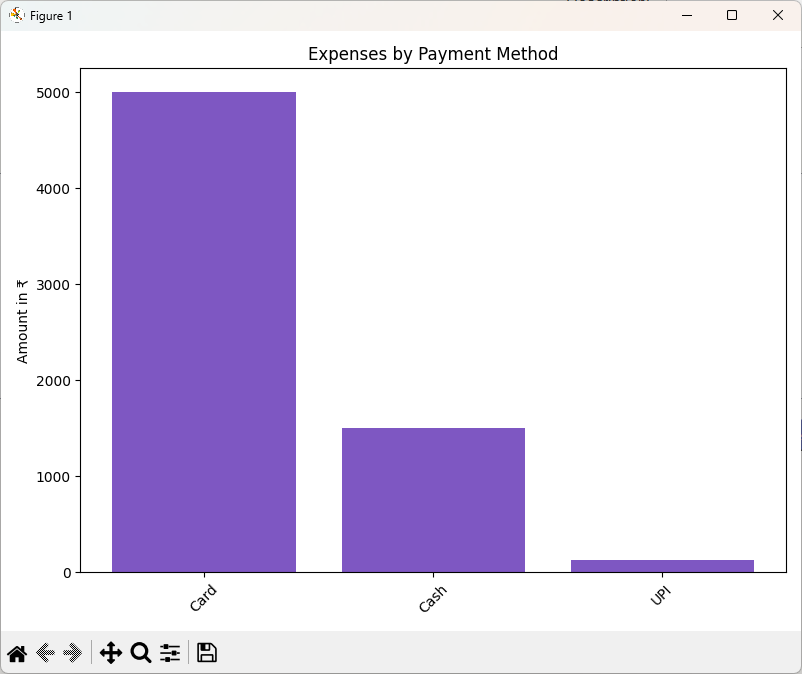 Figure 1
Expenses by Payment Method
5000
4000
3000
2000
1000
0
Amount in ₹
Card
Cash
UPI